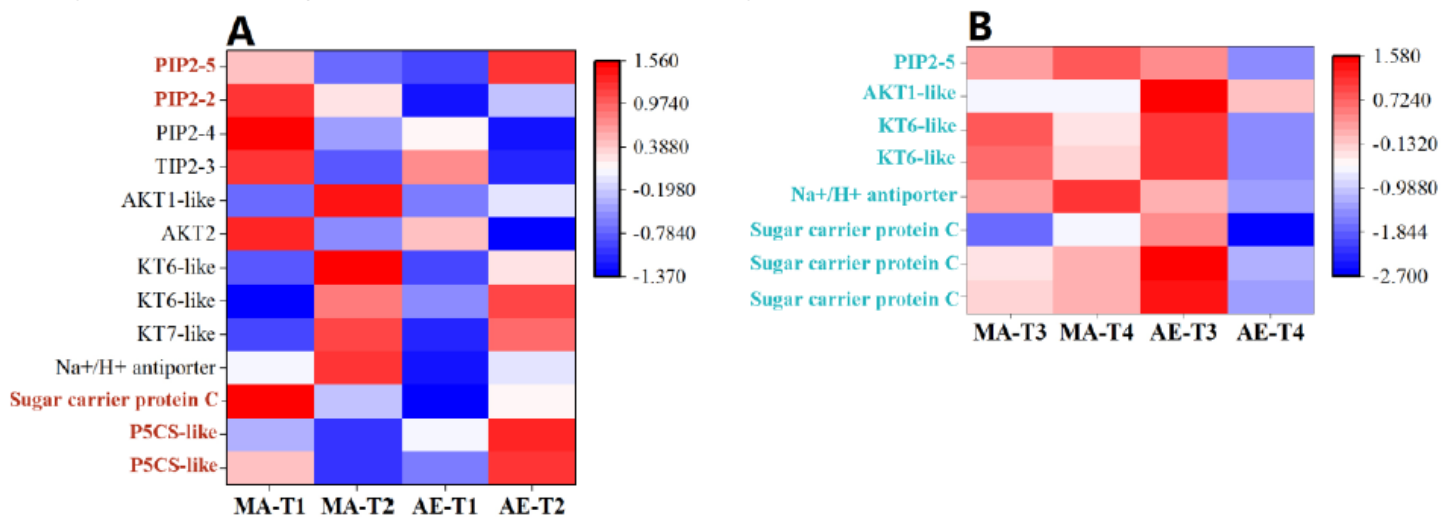 A
PIP2-5
PIP2-2
PIP2-4
TIP2-3
AKT1-like
AKT2
KT6-like
KT6-like
KT7-like
Na+/H+ antiporter
Sugar carrier protein C
P5CS-like
P5CS-like
MA-T1 MA-T2 AE-T1 AE-T2
1.560
0.9740
0.3880
-0.1980
-0.7840
-1.370
B
PIP2-5
AKT1-like
KT6-like
KT6-like
Na+/H+ antiporter
Sugar carrier protein C
Sugar carrier protein C
Sugar carrier protein C
MA-T3 MA-T4 AE-T3 AE-T4
1.580
0.7240
-0.1320
-0.9880
-1.844
-2.700